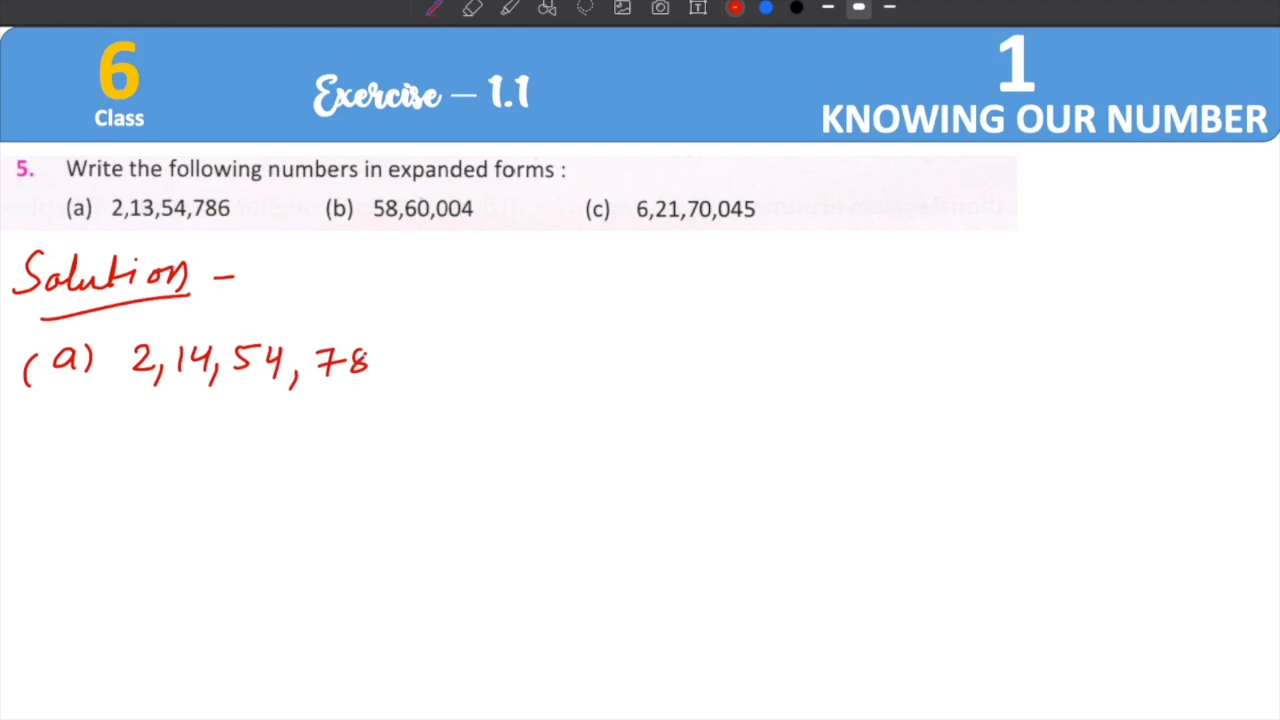 6
Class
Exercise – 1.1
1
KNOWING OUR NUMBER
5. Write the following numbers in expanded forms :
(a) 2,13,54,786 (b) 58,60,004 (c) 6,21,70,045
Solution –
(a) 2,14,54,78